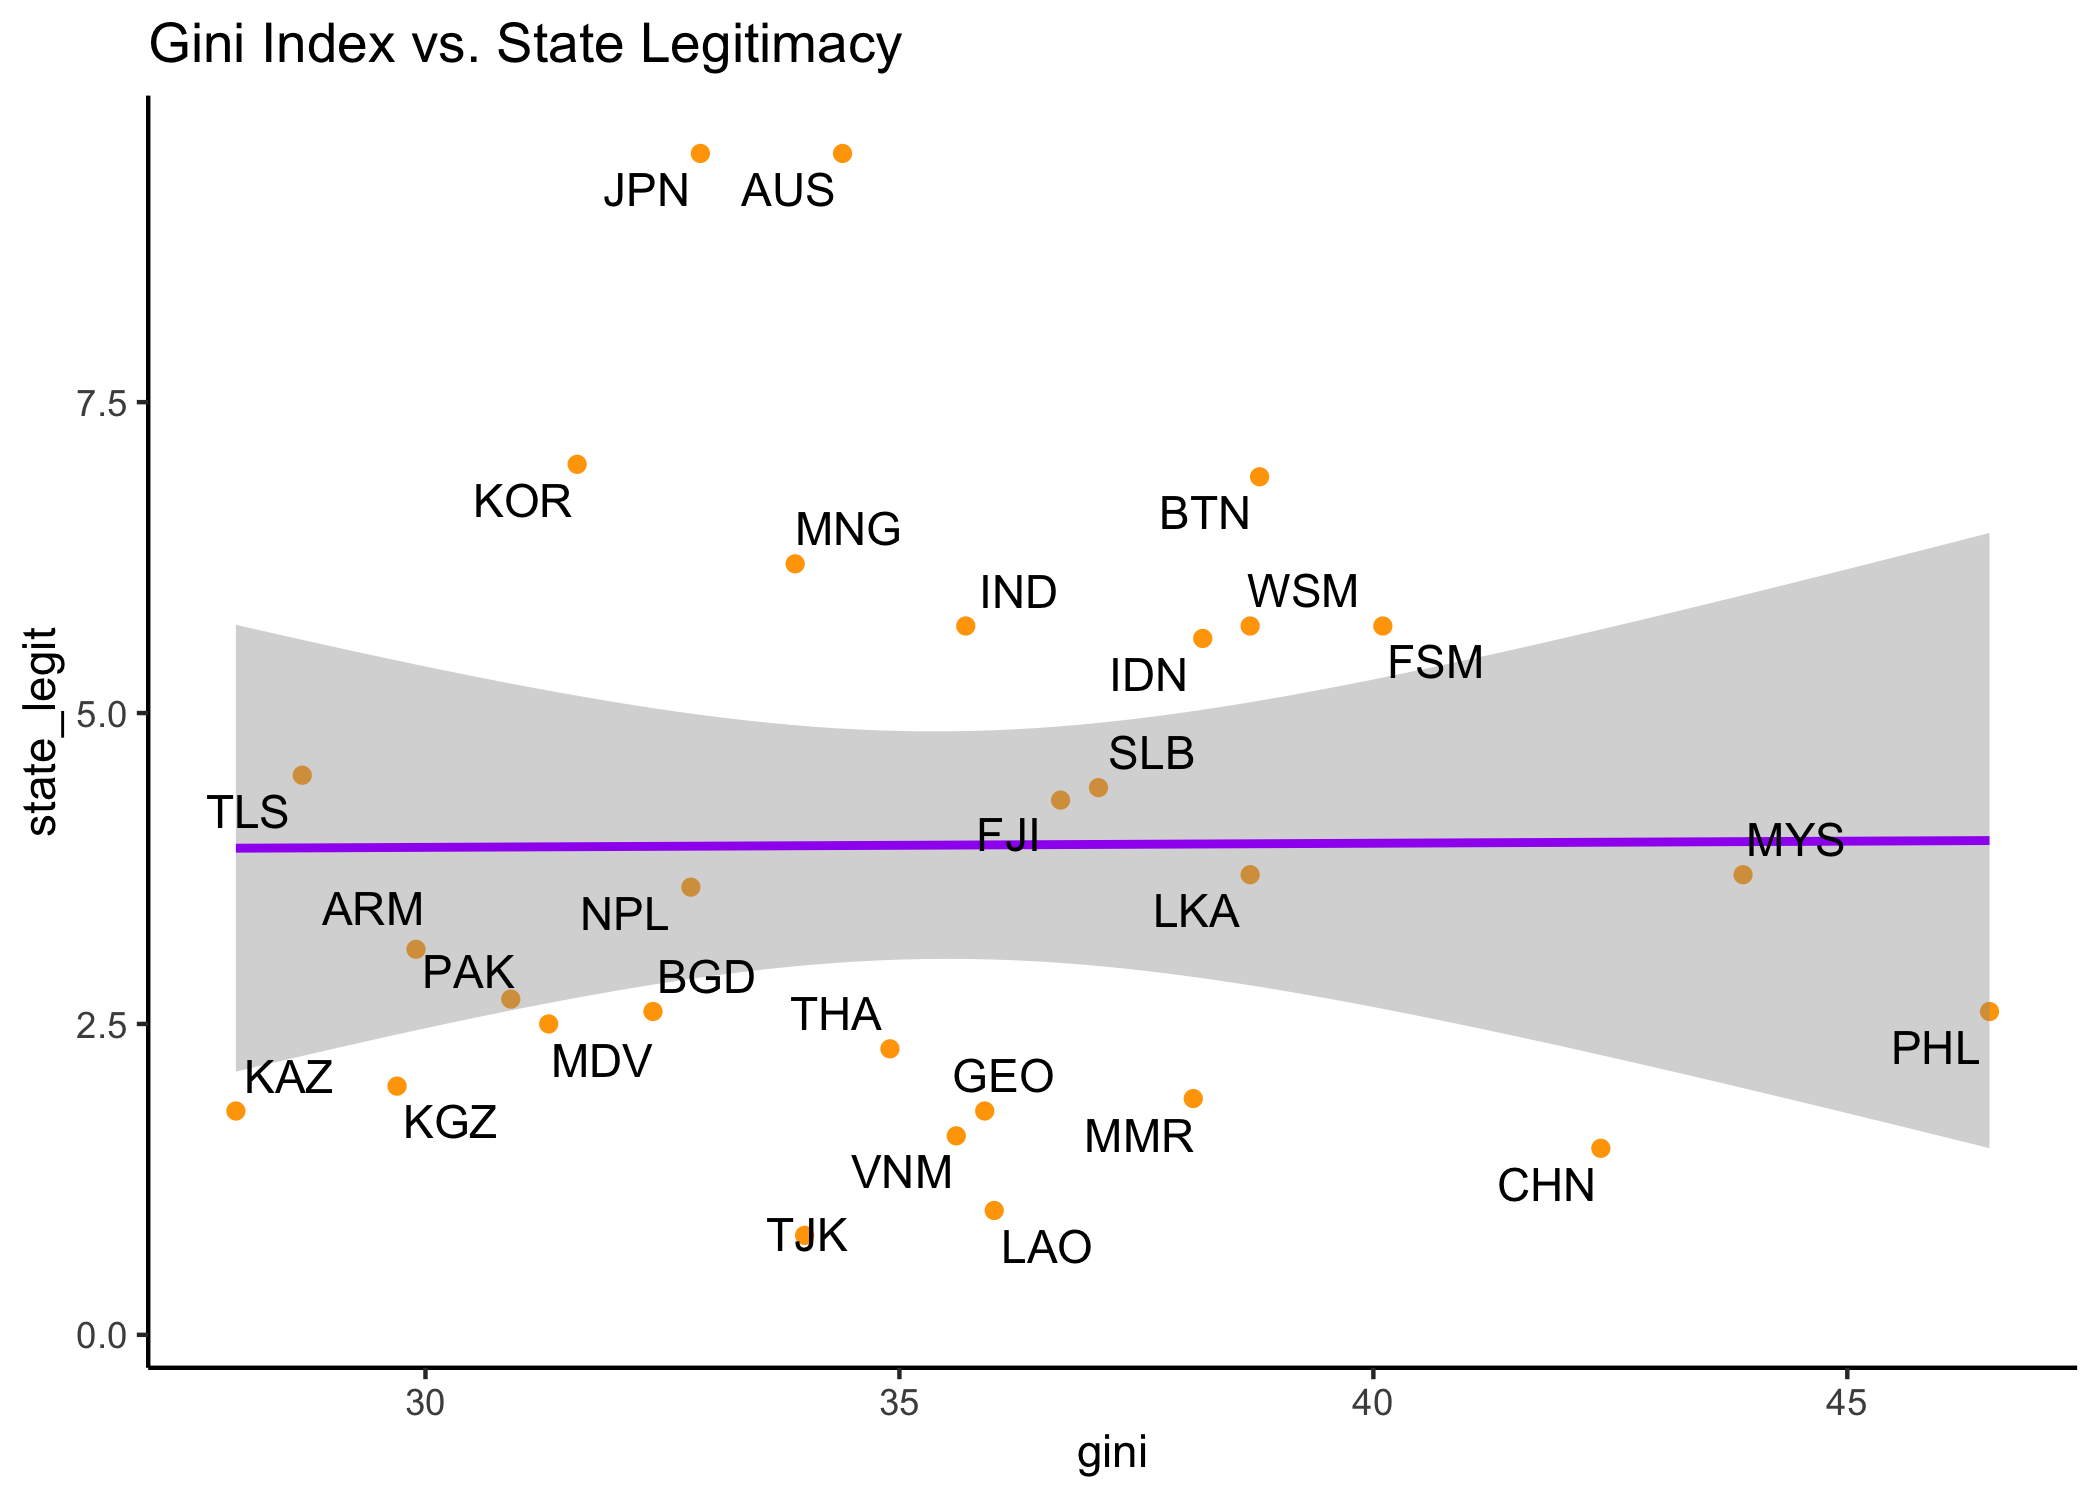 Gini Index vs. State Legitimacy
JPN AUS
7.5
KOR
MNG
BTN
IND
WSM
IDN
FSM
state_legit
5.0
SLB
TLS
FJI
MYS
ARM
NPL
LKA
PAK
BGD
THA
2.5
MDV
PHL
KAZ
GEO
KGZ
MMR
VNM
CHN
TJK
LAO
0.0
30 35 40 45
gini